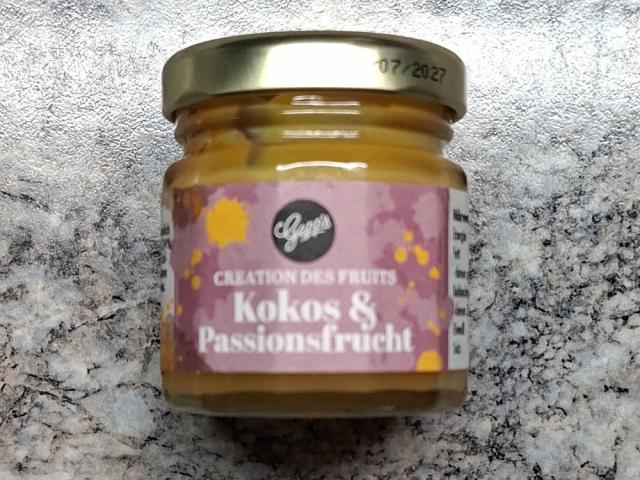 07/2027
Gepp's
CREATION DES FRUITS
Kokos &
Passionsfrucht